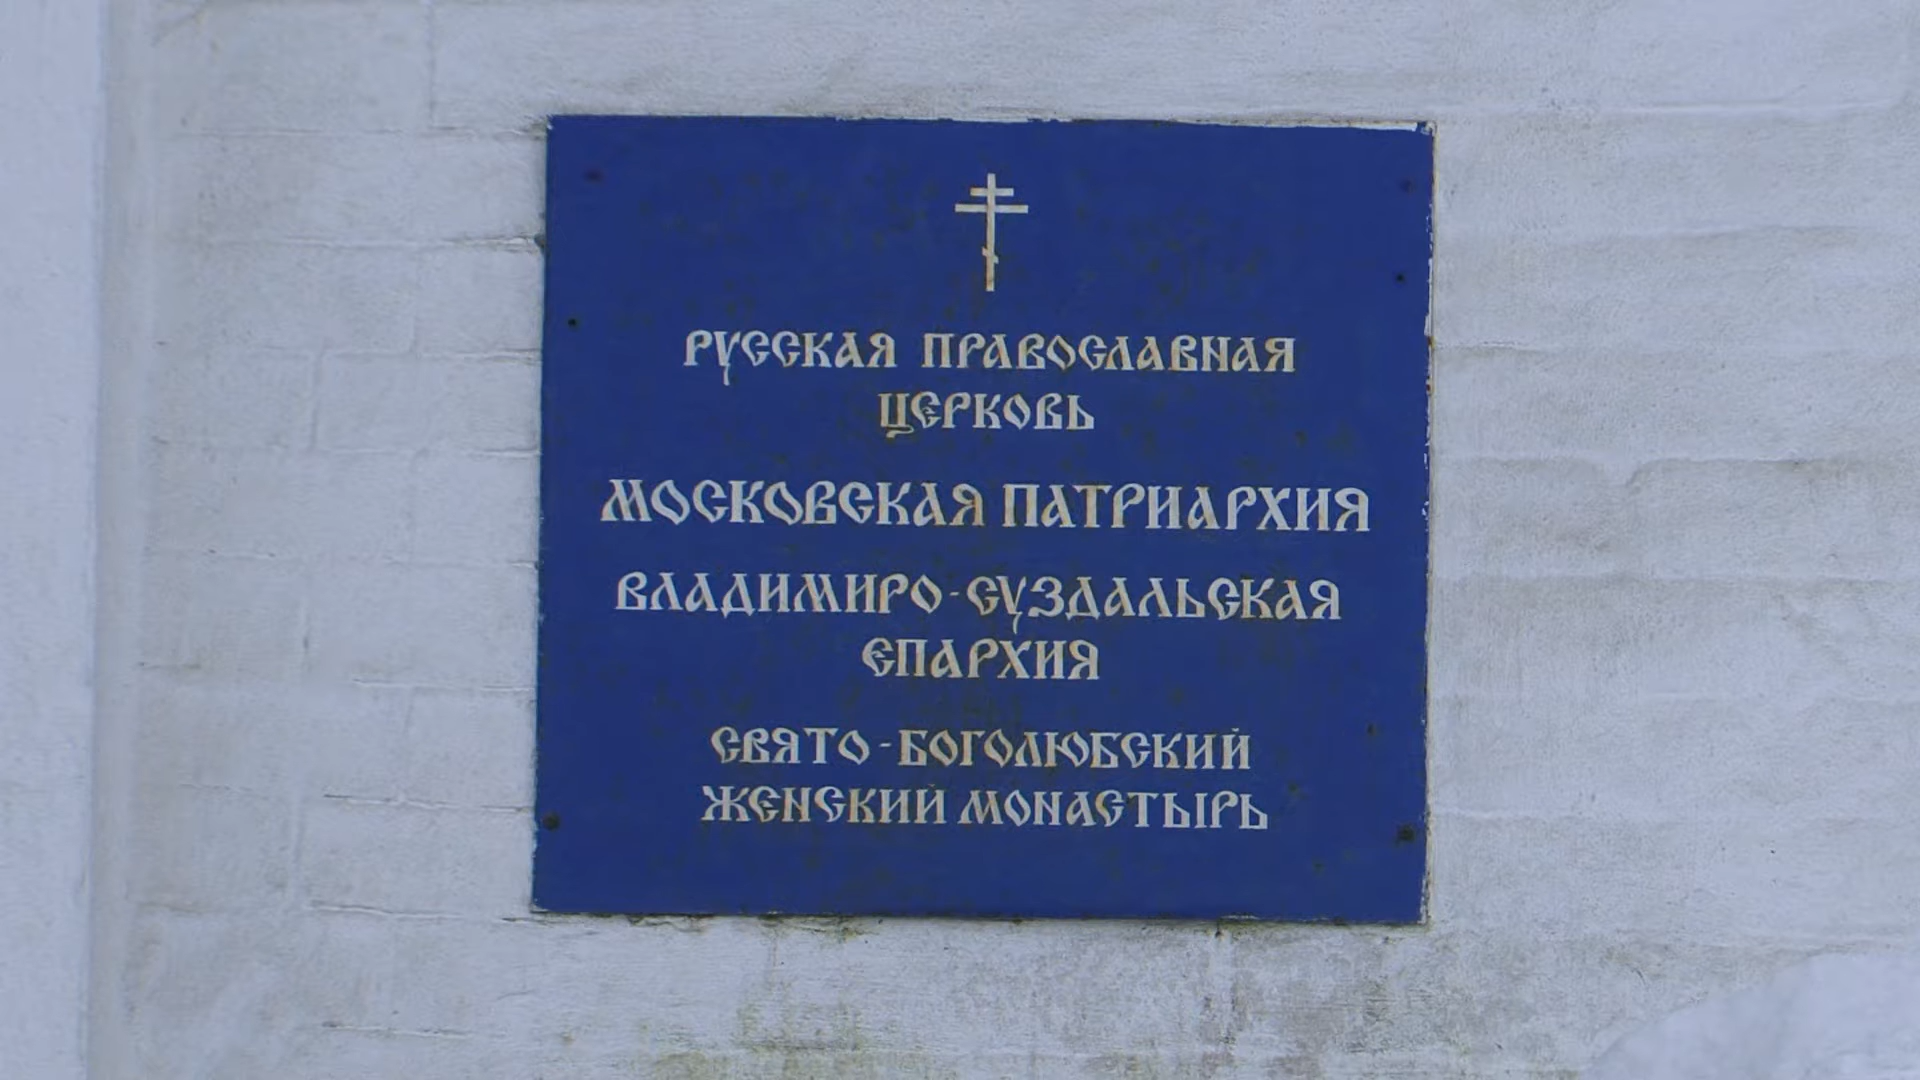 РУССКАЯ ПРАВОСЛАВНАЯ
ЦЕРКОВЬ
МОСКОВСКАЯ ПАТРИАРХИЯ
ВЛАДИМИРО-СУЗДАЛЬСКАЯ
ЕПАРХИЯ
СВЯТО-БОГОЛЮБСКИЙ
ЖЕНСКИЙ МОНАСТЫРЬ